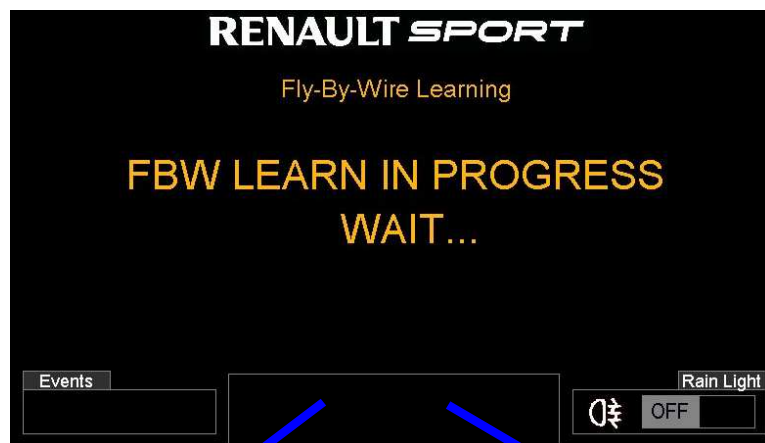 RENAULT SPORT
Fly-By-Wire Learning
FBW LEARN IN PROGRESS
WAIT...
Events
Rain Light
OFF